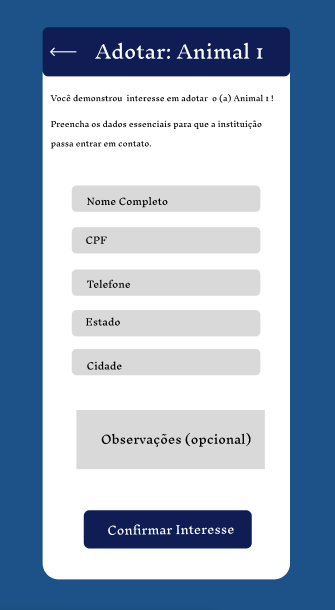 Adotar: Animal 1
Você demonstrou interesse em adotar o (a) Animal 1 !
Preencha os dados essenciais para que a instituição
passa entrar em contato.
Nome Completo
CPF
Telefone
Estado
Cidade
Observações (opcional)
Confirmar Interesse